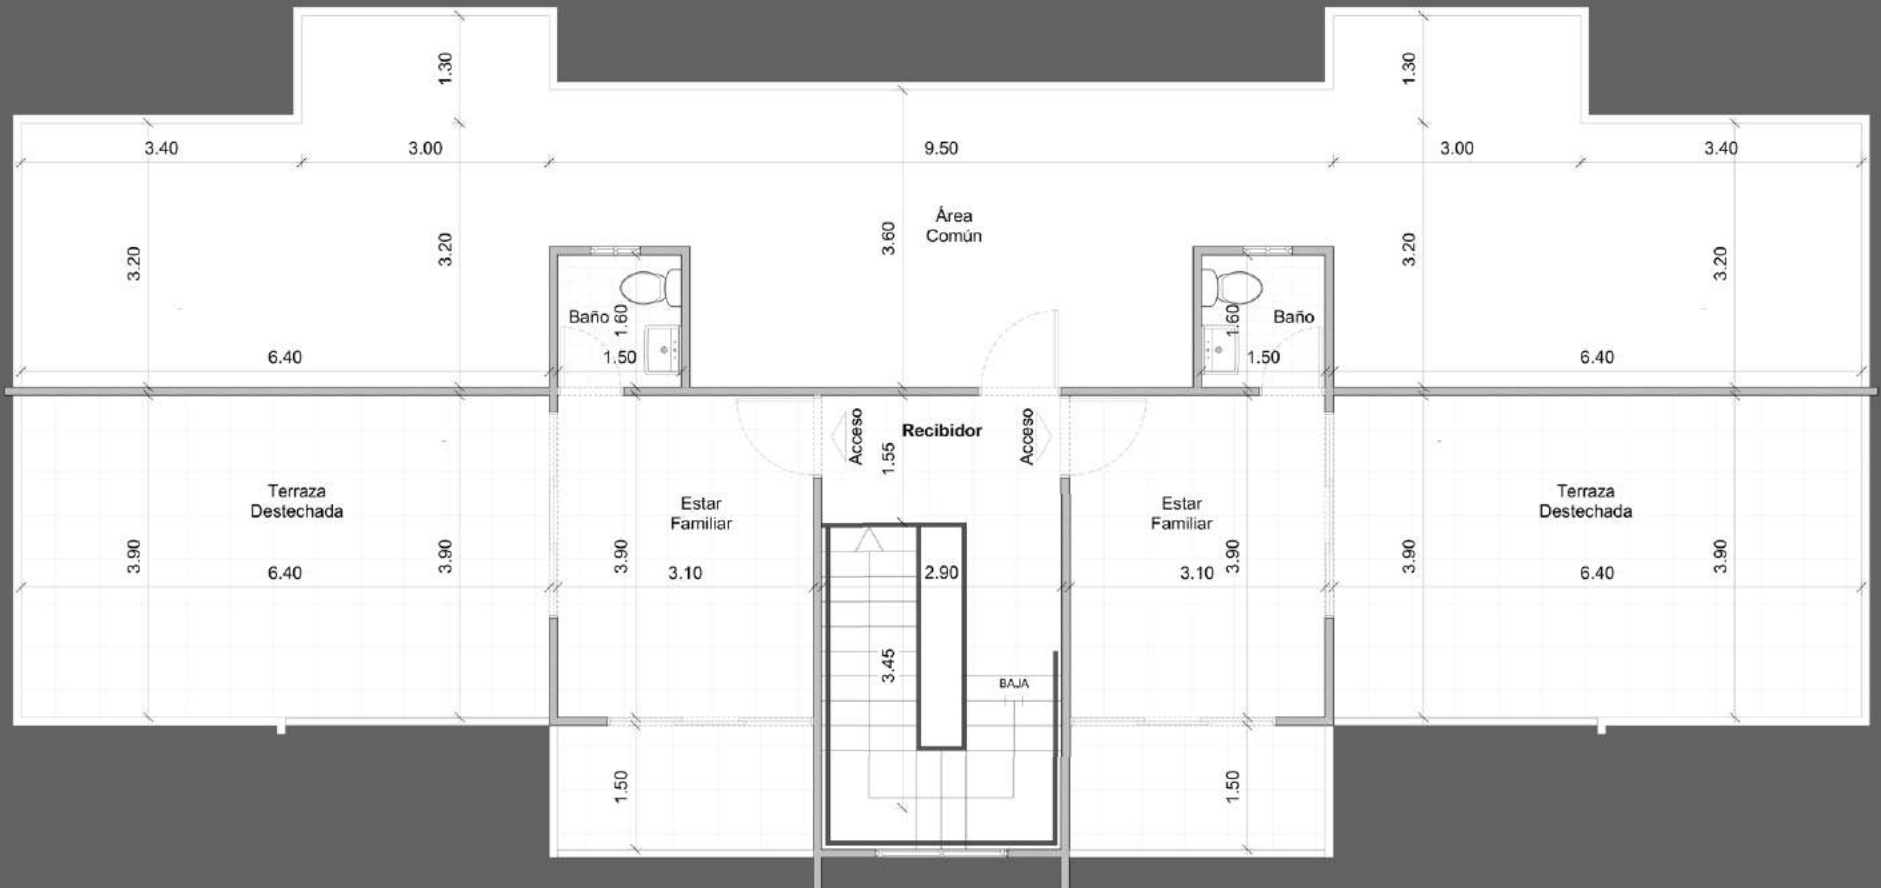 1.30
1.30
3.40
3.00
9.50
3.00
3.40
Área
Común
3.20
3.20
3.60
3.20
3.20
Baño
1.60
1.60
Baño
6.40
1.50
1.50
6.40
Acceso
Recibidor
Acceso
1.55
Terraza
Destechada
Estar
Familiar
Estar
Familiar
Terraza
Destechada
3.90
3.90
3.90
3.90
3.90
3.90
6.40
3.10
2.90
3.10
6.40
3.45
BAJA
1.50
1.50